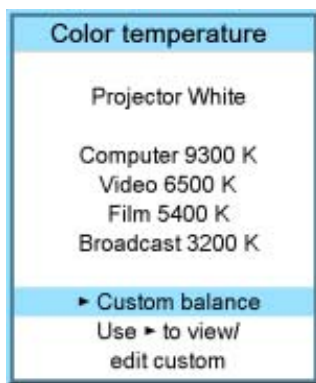 Color temperature
Projector White
Computer 9300 K
Video 6500 K
Film 5400 K
Broadcast 3200 K
► Custom balance
Use ► to view/
edit custom